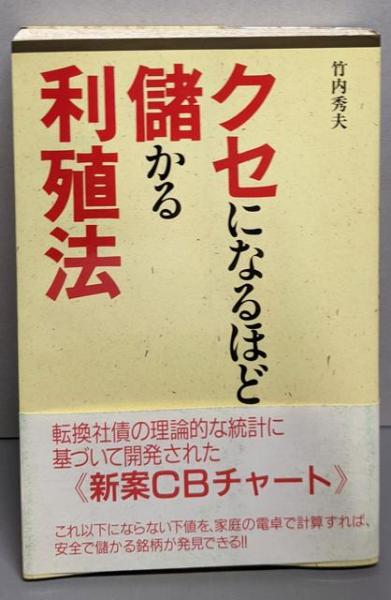 竹内秀夫
クセになるほど
儲かる
利殖法
転換社債の理論的な統計に
基づいて開発された
《新案CBチャート》
これ以下にならない下値を、家庭の電卓で計算すれば、
安全で儲かる銘柄が発見できる!!